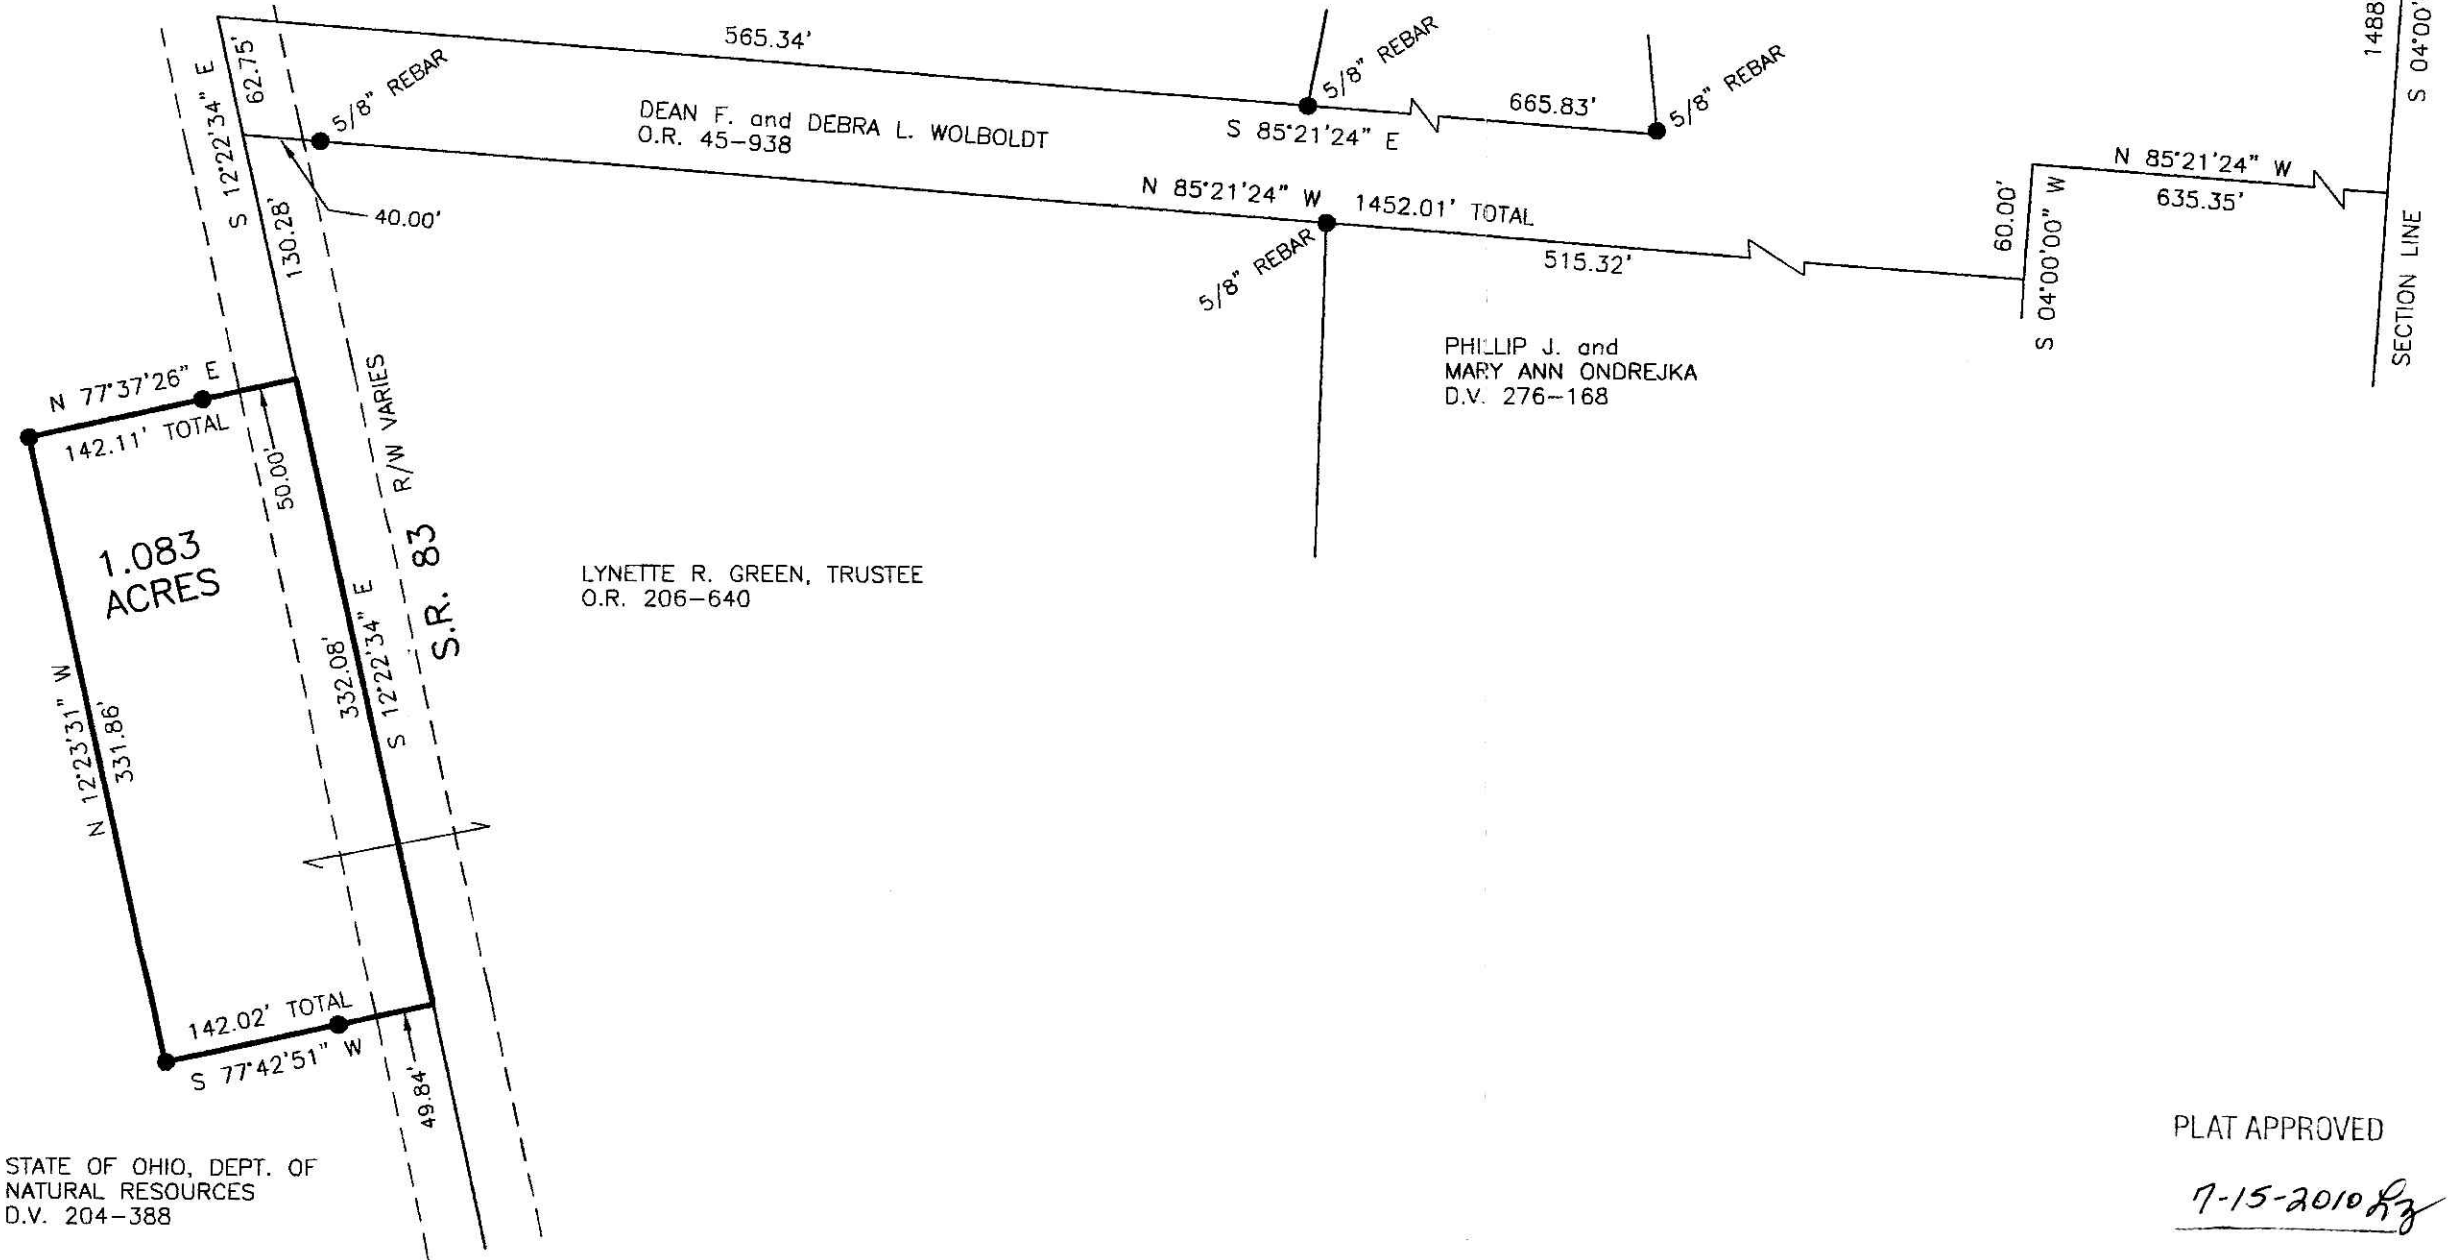 565.34'
5/8" REBAR
62.75'
S 12°22'34" E
DEAN F. and DEBRA L. WOLBOLDT
O.R. 45-938
5/8" REBAR
665.83'
S 85°21'24" E
5/8" REBAR
1488
S 04°00'
40.00'
130.28'
N 85°21'24" W
1452.01' TOTAL
5/8" REBAR
515.32'
N 85°21'24" W
635.35'
60.00'
S 04°00'00" W
SECTION LINE
PHILLIP J. and
MARY ANN ONDREJKA
D.V. 276-168
N 77°37'26" E
142.11' TOTAL
50.00'
R/W VARIES
S.R. 83
1.083
ACRES
LYNETTE R. GREEN, TRUSTEE
O.R. 206-640
332.08'
S 12°22'34" E
N 12°23'31" W
331.86'
142.02' TOTAL
S 77°42'51" W
49.84'
STATE OF OHIO, DEPT. OF
NATURAL RESOURCES
D.V. 204-388
PLAT APPROVED
7-15-2010